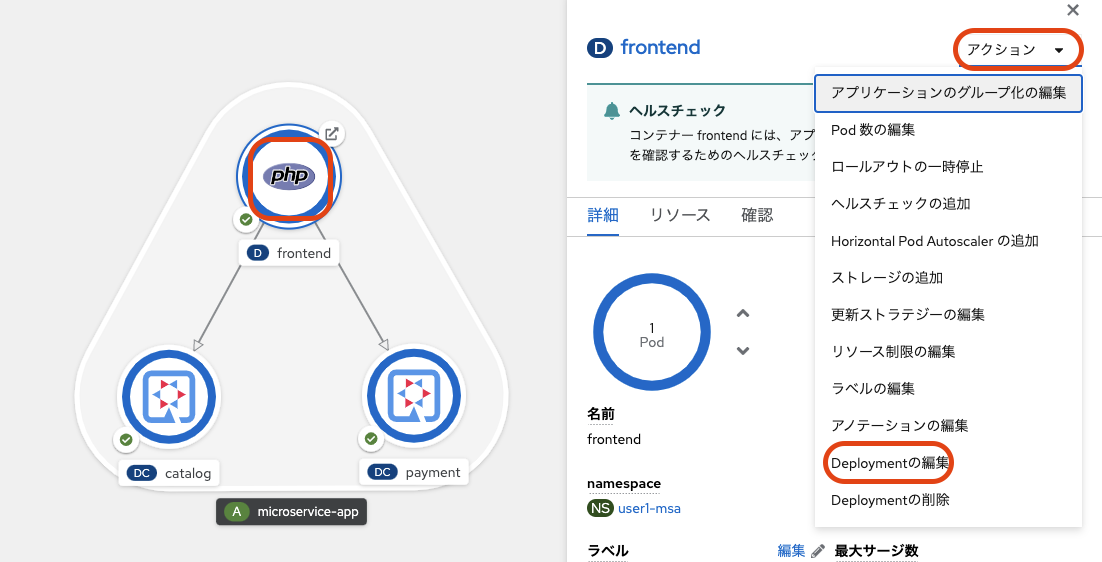 php
D frontend
DC catalog
DC payment
A microservice-app
D frontend
アクション
ヘルスチェック
コンテナー frontend には、アプ
を確認するためのヘルスチェッ
アプリケーションのグループ化の編集
Pod 数の編集
ロールアウトの一時停止
ヘルスチェックの追加
Horizontal Pod Autoscaler の追加
ストレージの追加
更新ストラテジーの編集
リソース制限の編集
ラベルの編集
アノテーションの編集
Deploymentの編集
Deploymentの削除
詳細 リソース 確認
1
Pod
名前
frontend
namespace
NS user1-msa
ラベル 編集 最大サージ数